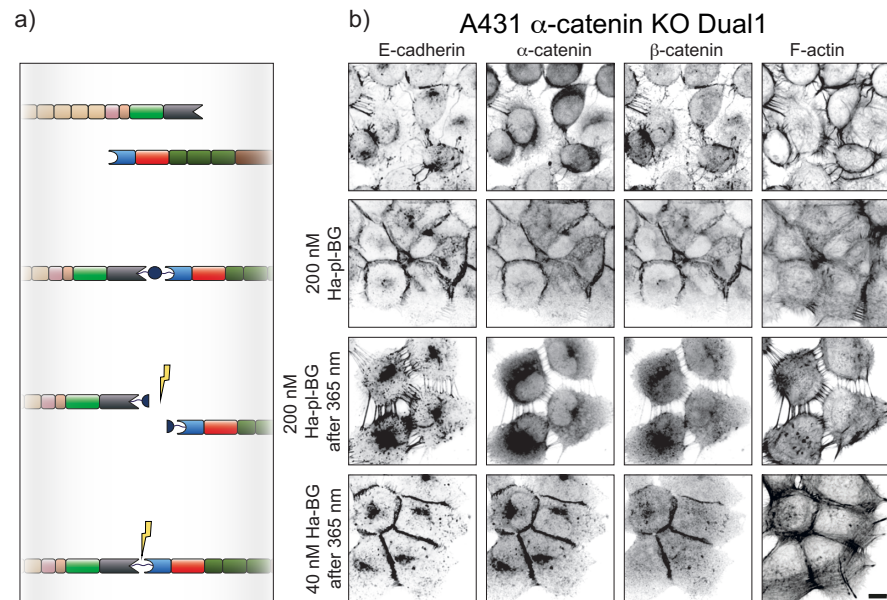 a)
b)
A431 α-catenin KO Dual1
E-cadherin
α-catenin
β-catenin
F-actin
200 nM
Ha-pl-BG
200 nM
Ha-pl-BG
after 365 nm
40 nM Ha-BG
after 365 nm